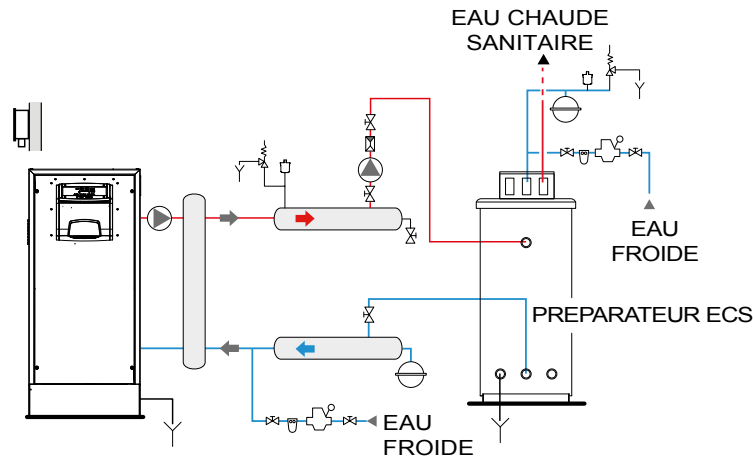 EAU CHAUDE
SANITAIRE
EAU
FROIDE
PREPARATEUR ECS
EAU
FROIDE